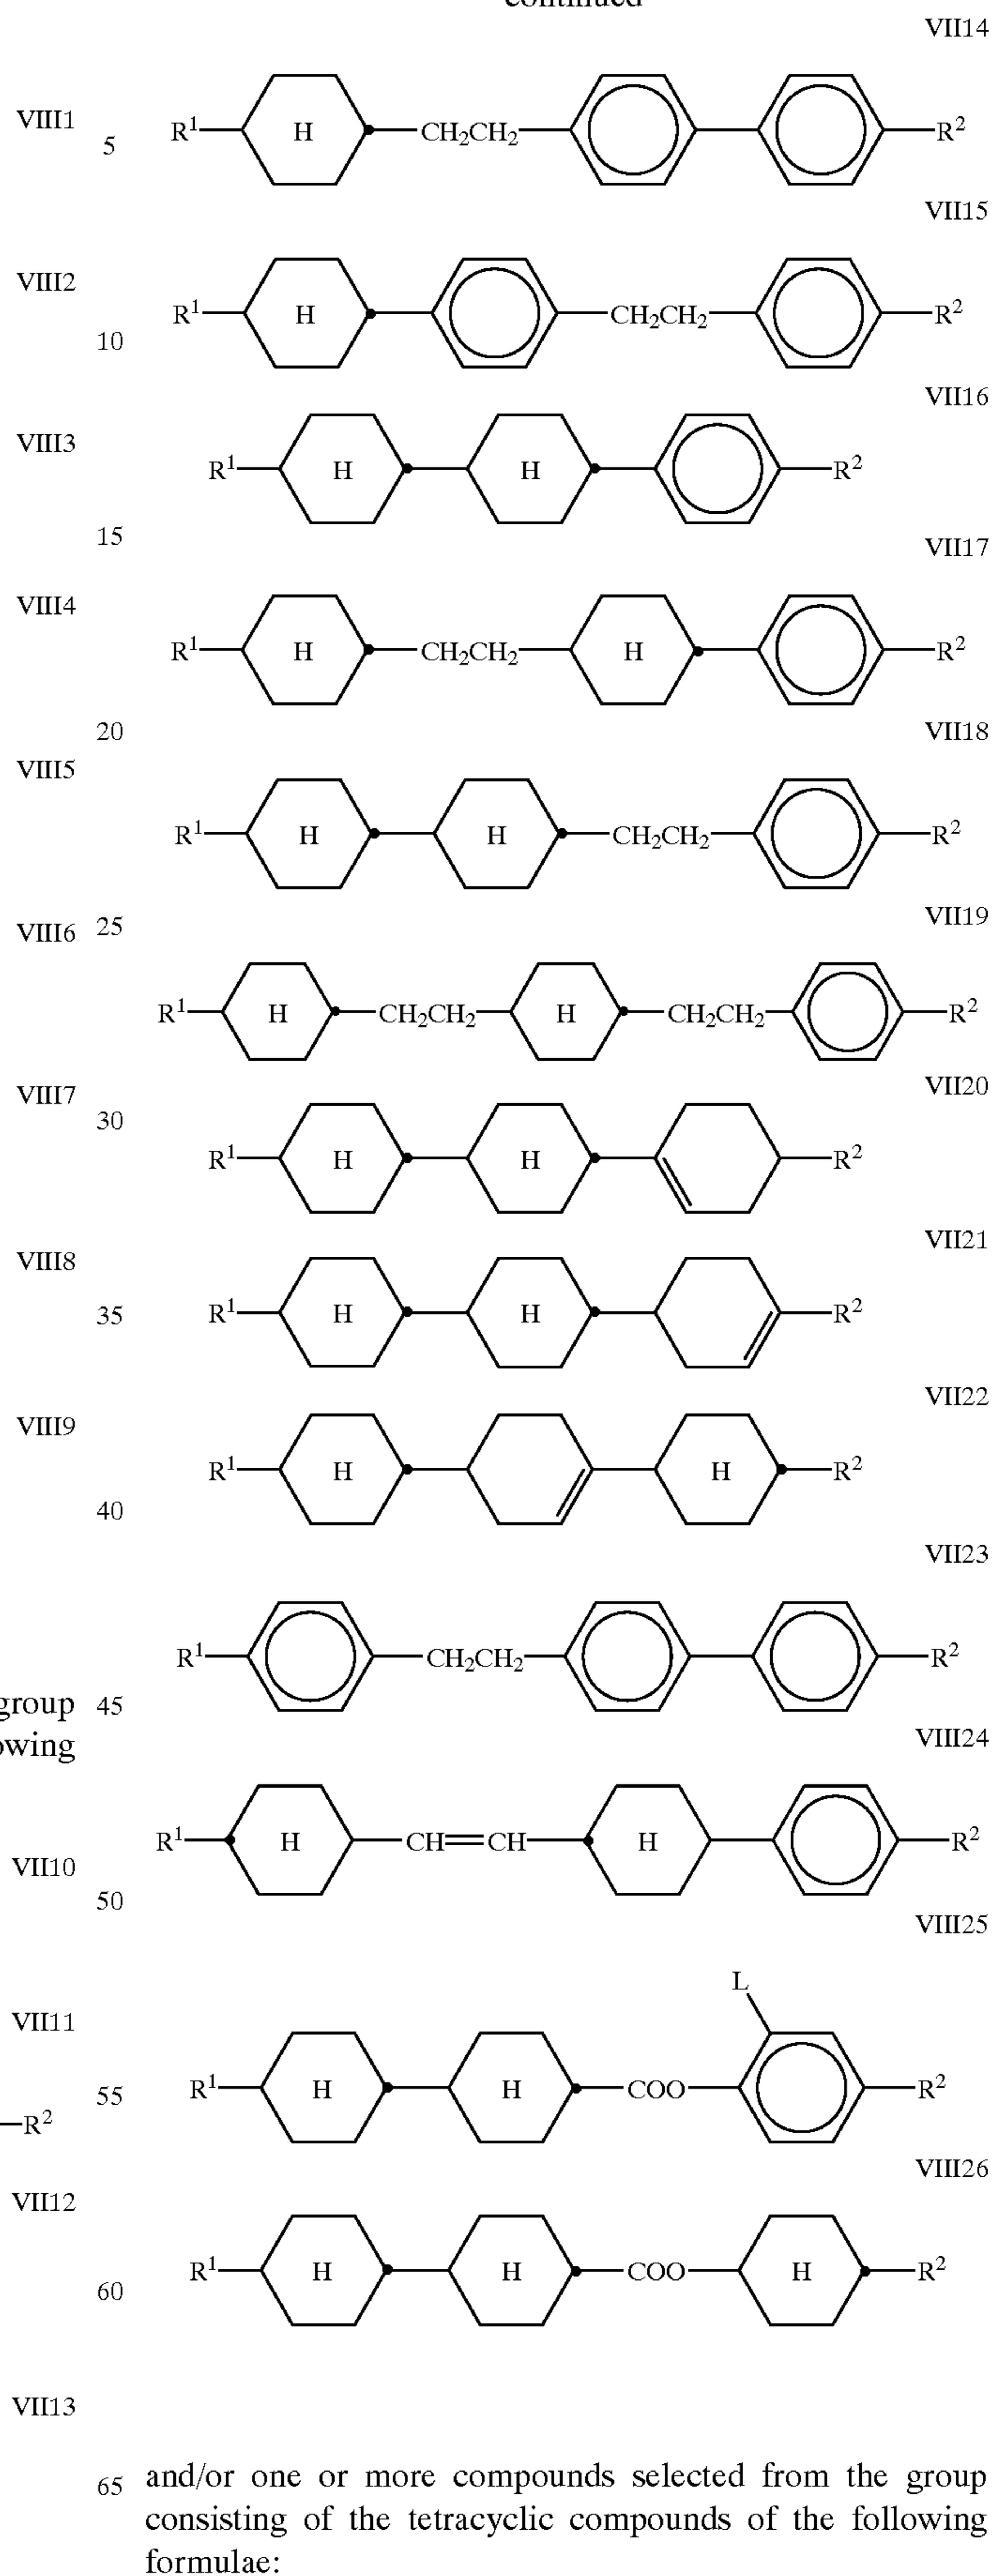 VIII1
VIII2
VIII3
VIII4
VIII5
VIII6
VIII7
VIII8
VIII9
group
owing
VII10
VII11
R²
VII12
VII13
-continued
VII14
5
R¹ H CH₂CH₂ R²
VII15
R¹ H CH₂CH₂ R²
10
VII16
R¹ H H R²
15
VII17
R¹ H CH₂CH₂ H R²
20
VII18
R¹ H H CH₂CH₂ R²
25
VII19
R¹ H CH₂CH₂ H CH₂CH₂ R²
VII20
30
R¹ H H R²
VII21
R¹ H H R²
35
VII22
R¹ H H R²
40
VII23
R¹ CH₂CH₂ R²
45
VIII24
R¹ H CH=CH H R²
50
VIII25
L
R¹ H H COO R²
55
VIII26
R¹ H H COO H R²
60
65
and/or one or more compounds selected from the group
consisting of the tetracyclic compounds of the following
formulae: